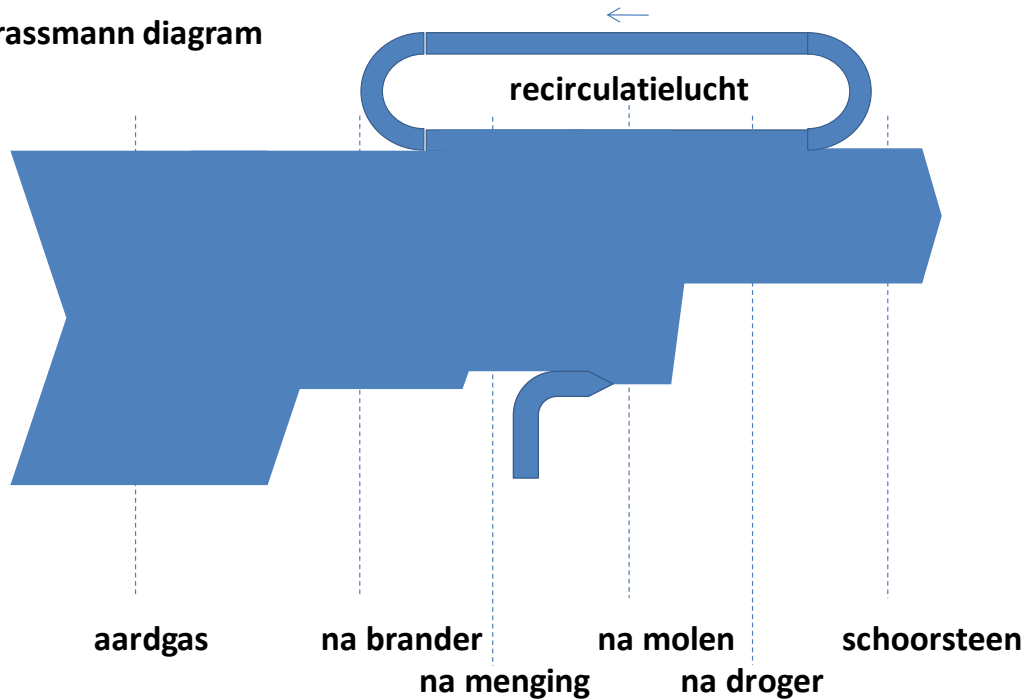 rassmann diagram
recirculatielucht
aardgas
na brander
na menging
na molen
na droger
schoorsteen